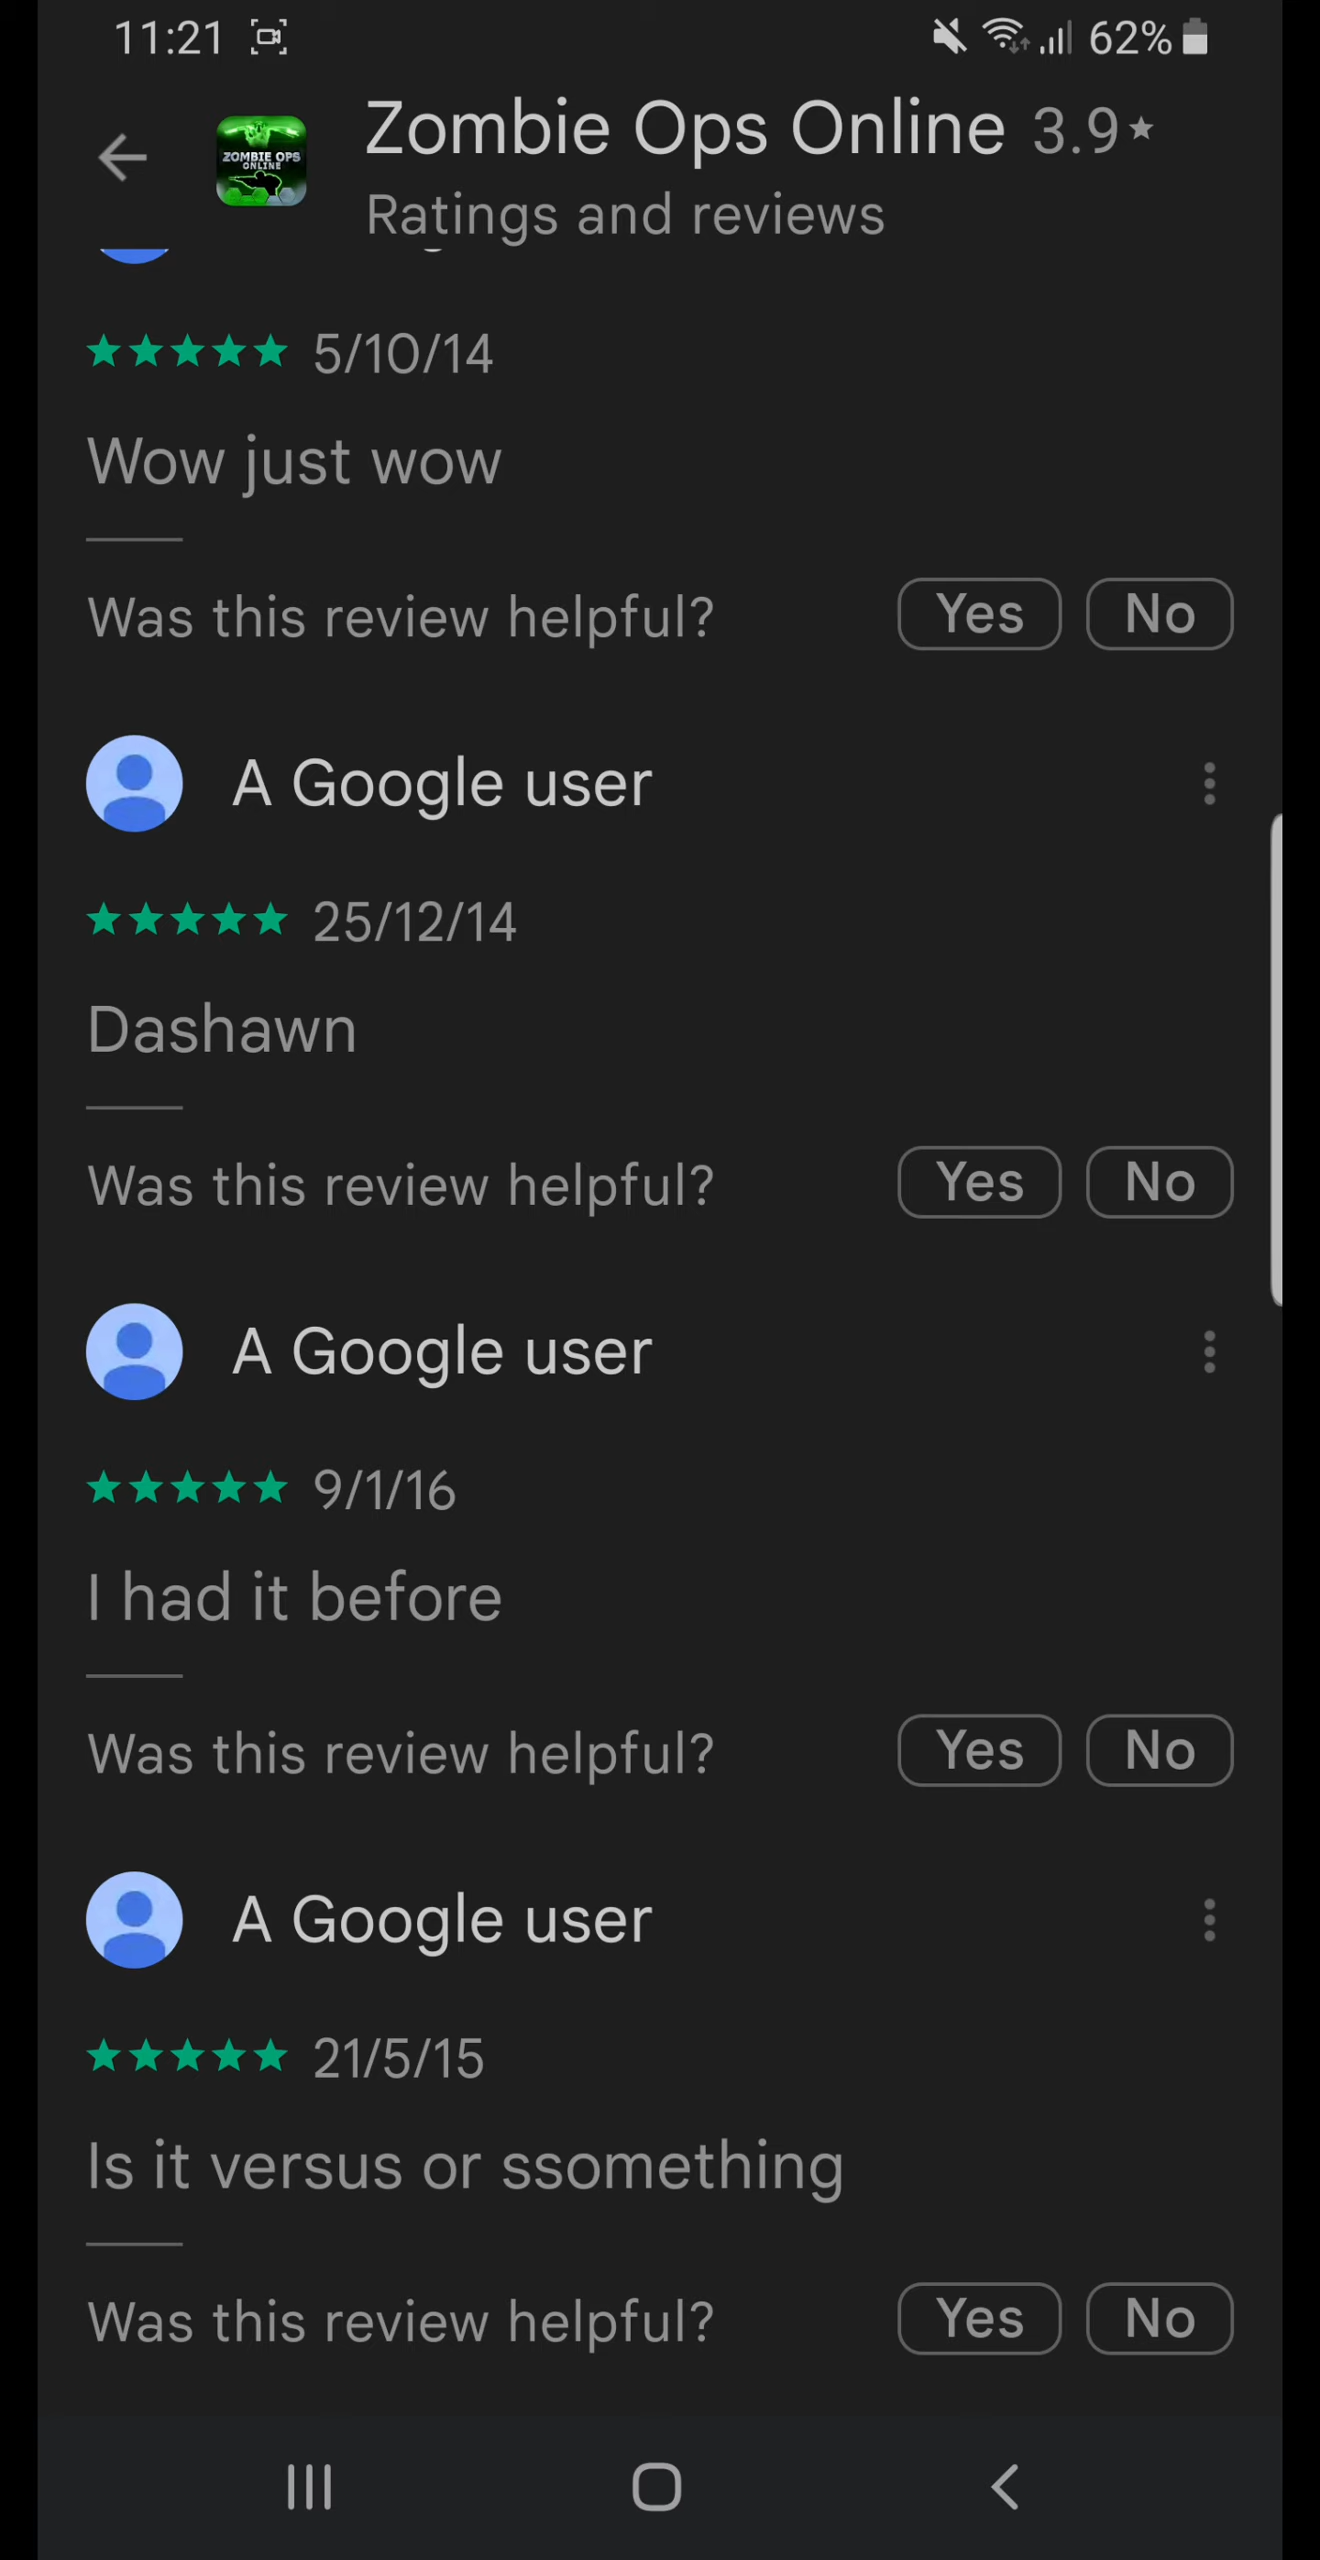 11:21 62%
Zombie Ops Online 3.9★
ZOMBIE OPS
ONLINE
Ratings and reviews
5/10/14
Wow just wow
Was this review helpful? Yes No
A Google user
25/12/14
Dashawn
Was this review helpful? Yes No
A Google user
9/1/16
I had it before
Was this review helpful? Yes No
A Google user
21/5/15
Is it versus or ssomething
Was this review helpful? Yes No